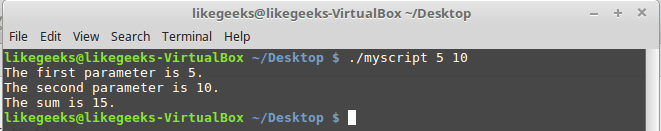 likegeeks@likegeeks-VirtualBox ~/Desktop
File Edit View Search Terminal Help
likegeeks@likegeeks-VirtualBox ~/Desktop $ ./myscript 5 10
The first parameter is 5.
The second parameter is 10.
The sum is 15.
likegeeks@likegeeks-VirtualBox ~/Desktop $